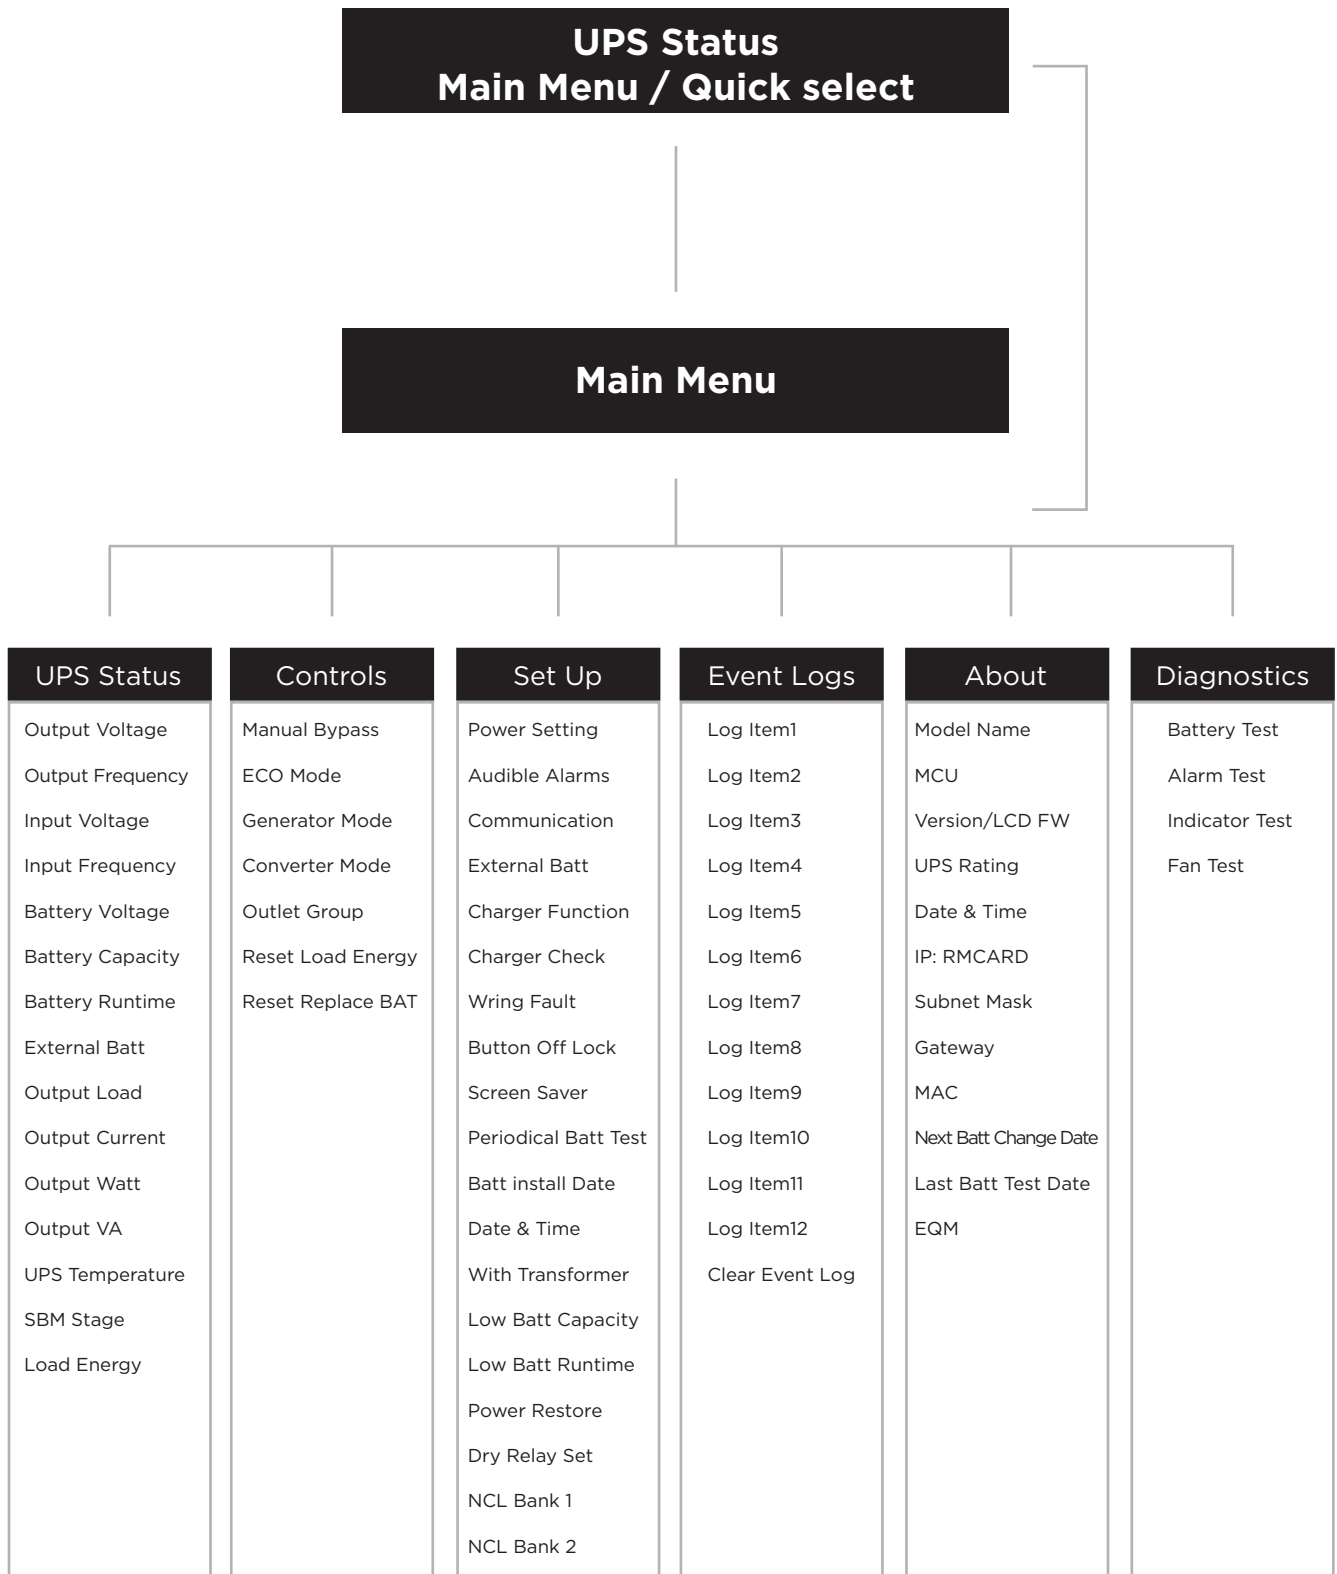 UPS Status
Main Menu / Quick select
Main Menu
UPS Status
Output Voltage
Output Frequency
Input Voltage
Input Frequency
Battery Voltage
Battery Capacity
Battery Runtime
External Batt
Output Load
Output Current
Output Watt
Output VA
UPS Temperature
SBM Stage
Load Energy
Controls
Manual Bypass
ECO Mode
Generator Mode
Converter Mode
Outlet Group
Reset Load Energy
Reset Replace BAT
Set Up
Power Setting
Audible Alarms
Communication
External Batt
Charger Function
Charger Check
Wring Fault
Button Off Lock
Screen Saver
Periodical Batt Test
Batt install Date
Date & Time
With Transformer
Low Batt Capacity
Low Batt Runtime
Power Restore
Dry Relay Set
NCL Bank 1
NCL Bank 2
Event Logs
Log Item1
Log Item2
Log Item3
Log Item4
Log Item5
Log Item6
Log Item7
Log Item8
Log Item9
Log Item10
Log Item11
Log Item12
Clear Event Log
About
Model Name
MCU
Version/LCD FW
UPS Rating
Date & Time
IP: RMCARD
Subnet Mask
Gateway
MAC
Next Batt Change Date
Last Batt Test Date
EQM
Diagnostics
Battery Test
Alarm Test
Indicator Test
Fan Test